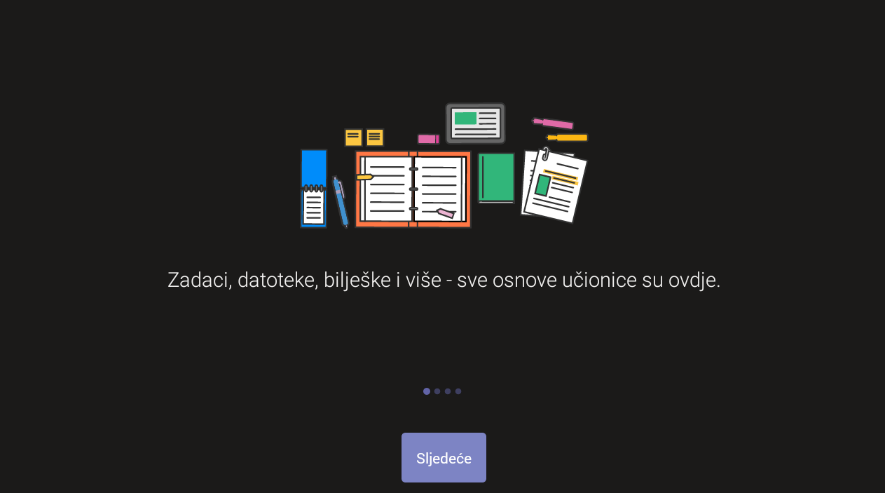 Zadaci, datoteke, bilješke i više - sve osnove učionice su ovdje.
Sljedeće